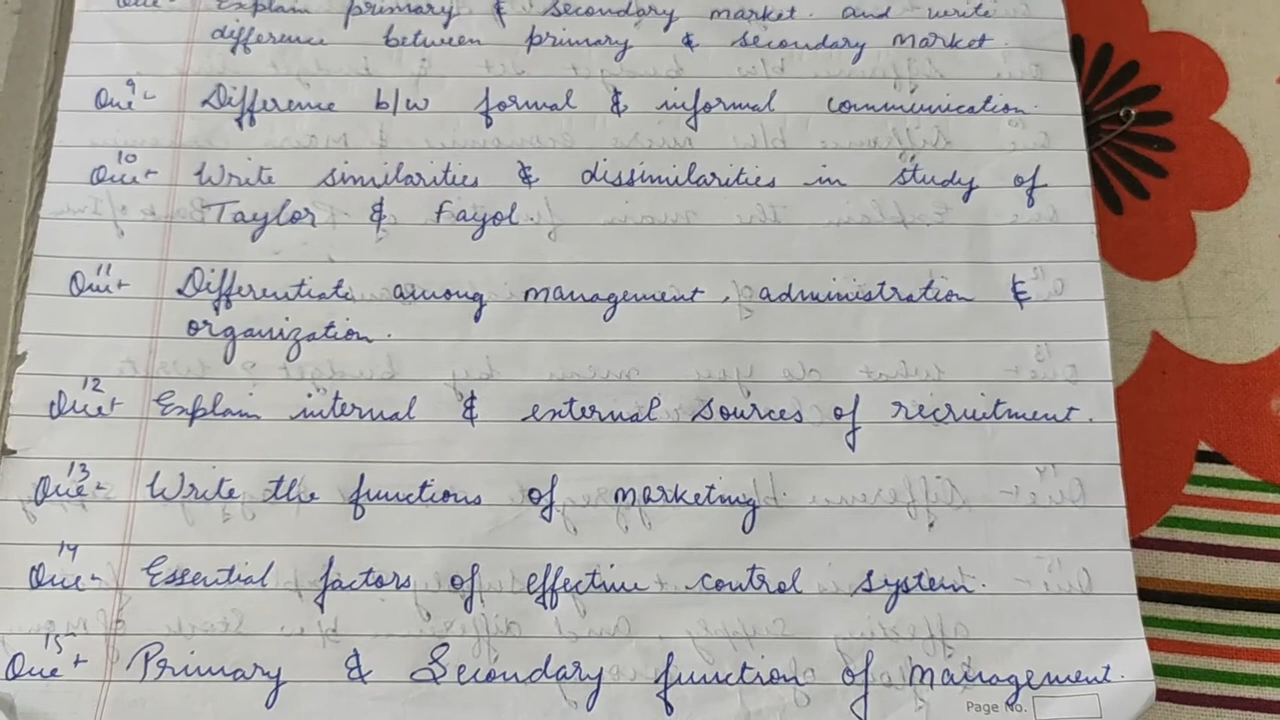 Que- Explain primary & secondary market. and write
difference between primary & secondary market.
Que 9- Difference b/w formal & informal communication.
Que 10- Write similarities & dissimilarities in study of
Taylor & Fayol
Que 11- Differentiate among management, administration &
organization.
Que 12- Explain internal & external sources of recruitment.
Que 13- Write the functions of marketing.
Que 14- Essential factors of effective control system.
Que 15- Primary & Secondary function of management.
Page No.